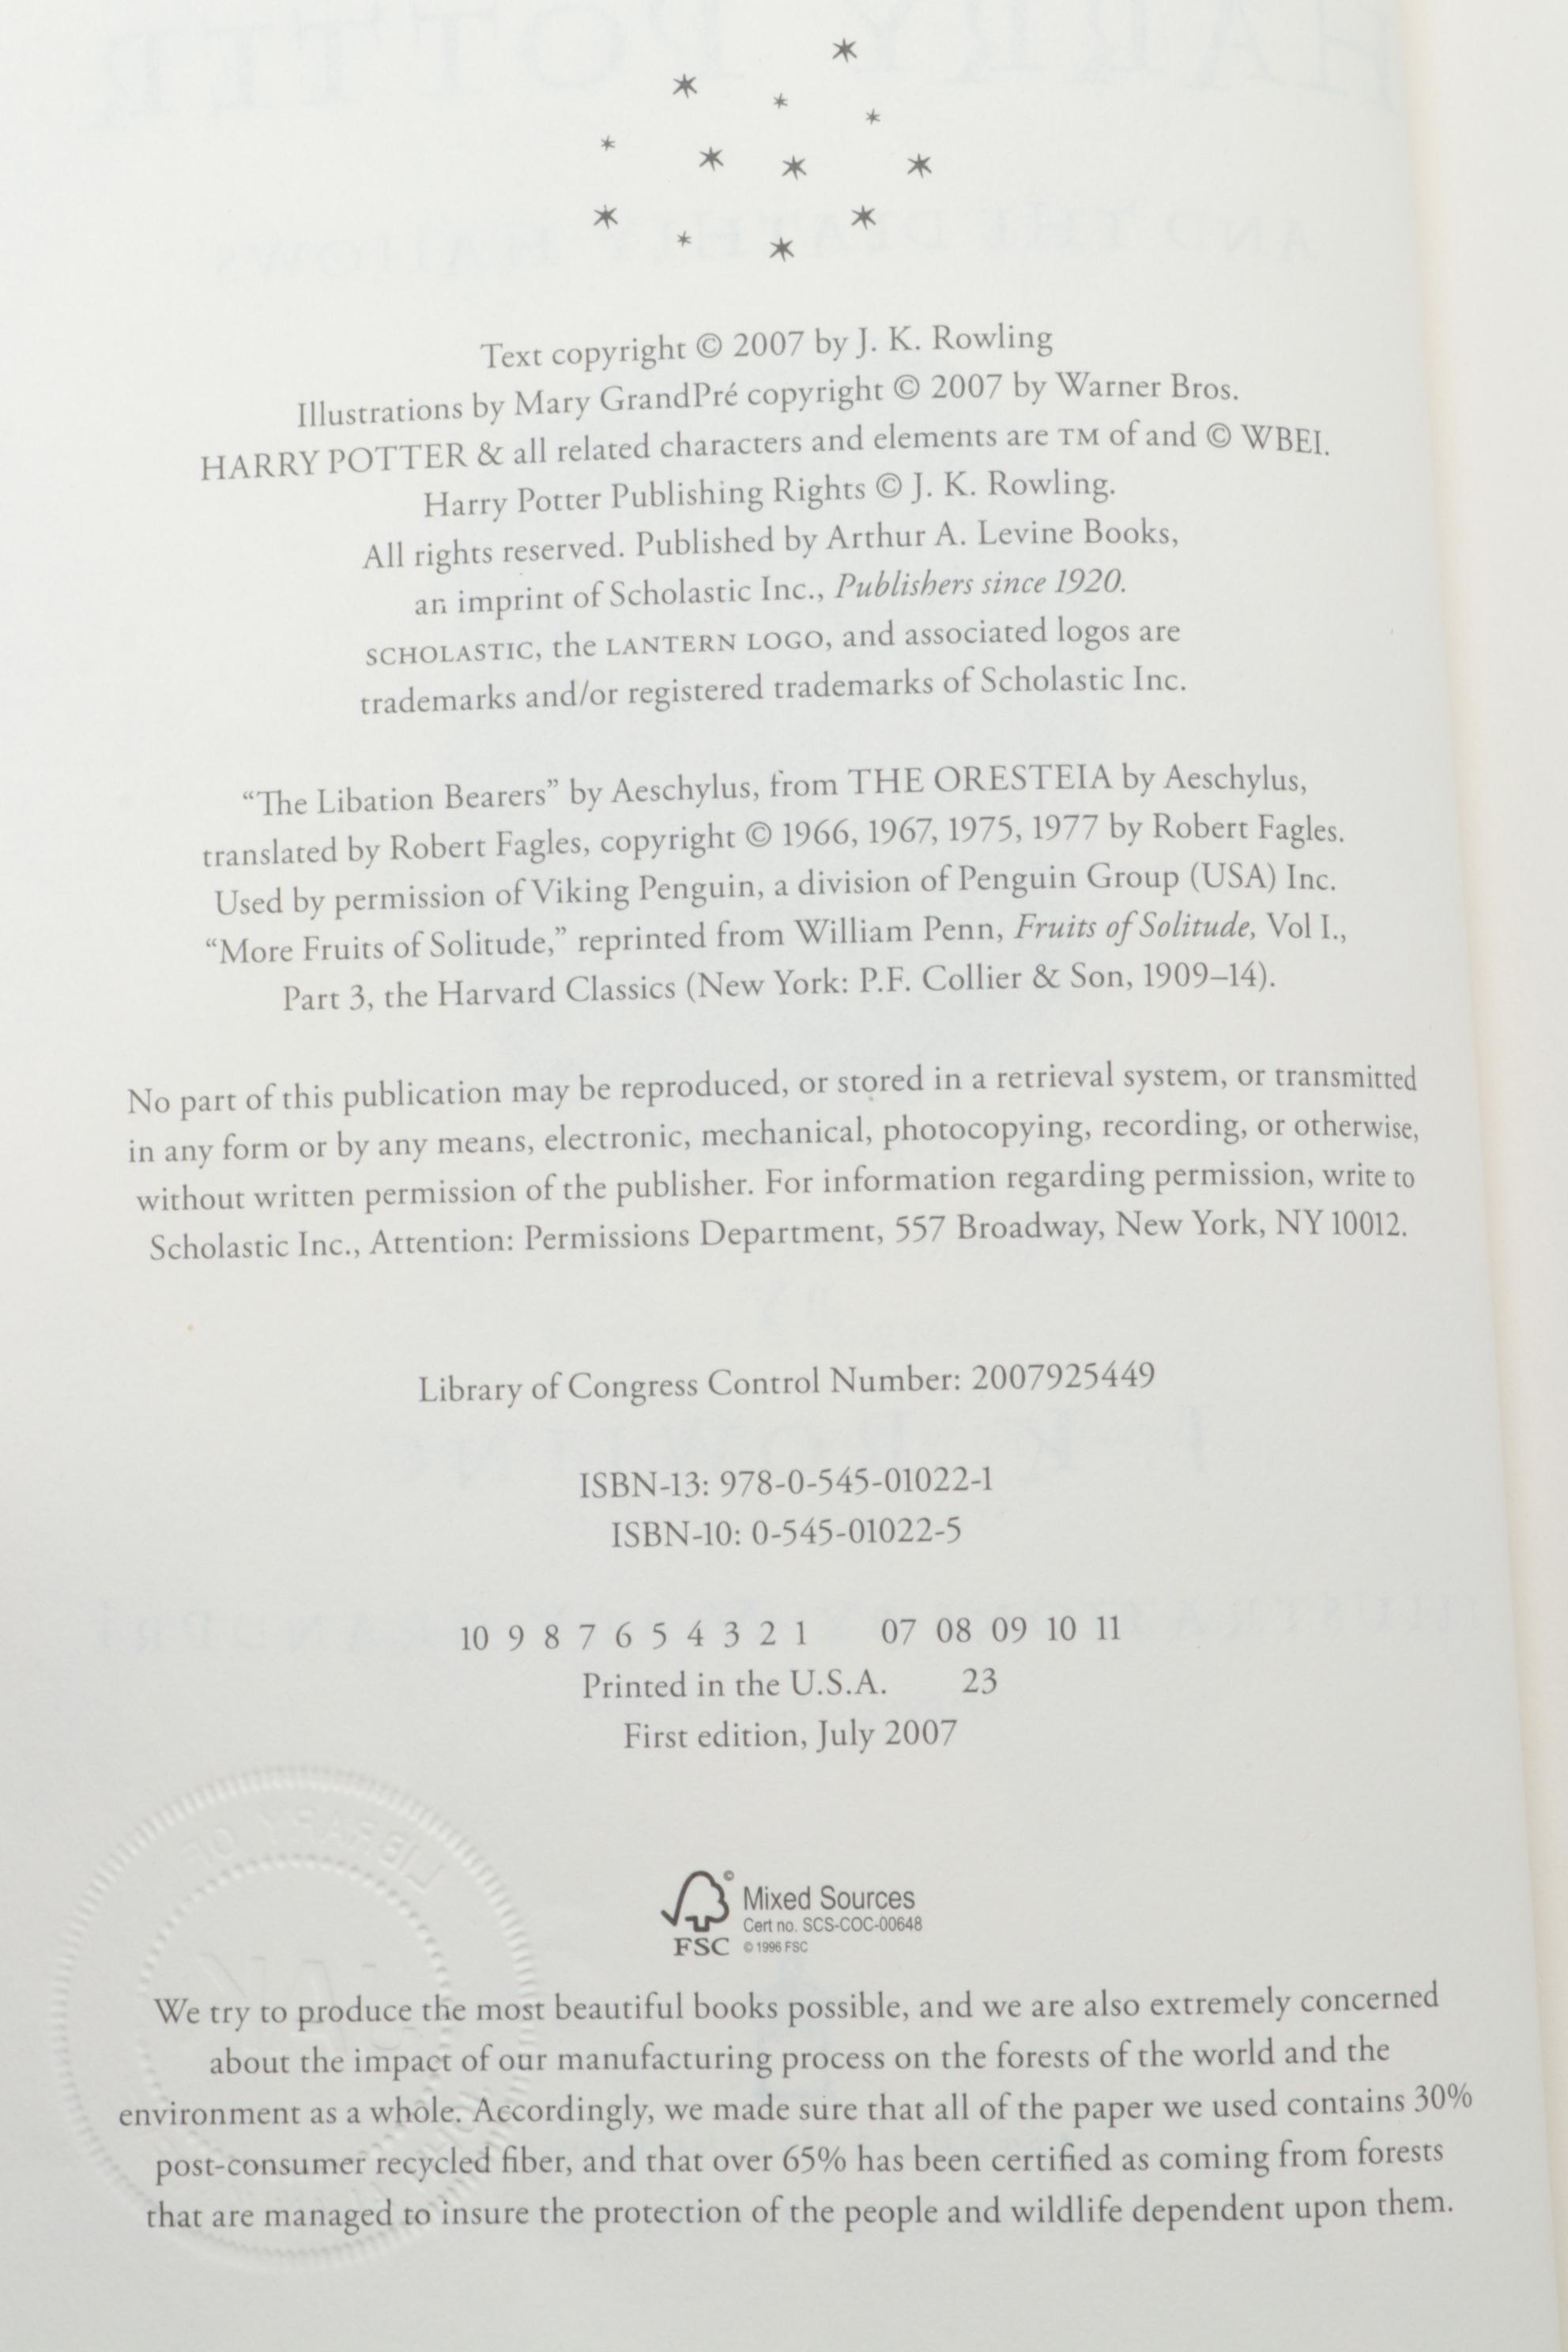 Text copyright © 2007 by J. K. Rowling
Illustrations by Mary GrandPré copyright © 2007 by Warner Bros.
HARRY POTTER & all related characters and elements are TM of and © WBEI.
Harry Potter Publishing Rights © J. K. Rowling.
All rights reserved. Published by Arthur A. Levine Books,
an imprint of Scholastic Inc., Publishers since 1920.
SCHOLASTIC, the LANTERN LOGO, and associated logos are
trademarks and/or registered trademarks of Scholastic Inc.
“The Libation Bearers” by Aeschylus, from THE ORESTEIA by Aeschylus,
translated by Robert Fagles, copyright © 1966, 1967, 1975, 1977 by Robert Fagles.
Used by permission of Viking Penguin, a division of Penguin Group (USA) Inc.
“More Fruits of Solitude,” reprinted from William Penn, Fruits of Solitude, Vol I.,
Part 3, the Harvard Classics (New York: P.F. Collier & Son, 1909–14).
No part of this publication may be reproduced, or stored in a retrieval system, or transmitted
in any form or by any means, electronic, mechanical, photocopying, recording, or otherwise,
without written permission of the publisher. For information regarding permission, write to
Scholastic Inc., Attention: Permissions Department, 557 Broadway, New York, NY 10012.
Library of Congress Control Number: 2007925449
ISBN-13: 978-0-545-01022-1
ISBN-10: 0-545-01022-5
10 9 8 7 6 5 4 3 2 1 07 08 09 10 11
Printed in the U.S.A. 23
First edition, July 2007
LIBRARY OF
Mixed Sources
Cert no. SCS-COC-00648
FSC © 1996 FSC
We try to produce the most beautiful books possible, and we are also extremely concerned
about the impact of our manufacturing process on the forests of the world and the
environment as a whole. Accordingly, we made sure that all of the paper we used contains 30%
post-consumer recycled fiber, and that over 65% has been certified as coming from forests
that are managed to insure the protection of the people and wildlife dependent upon them.